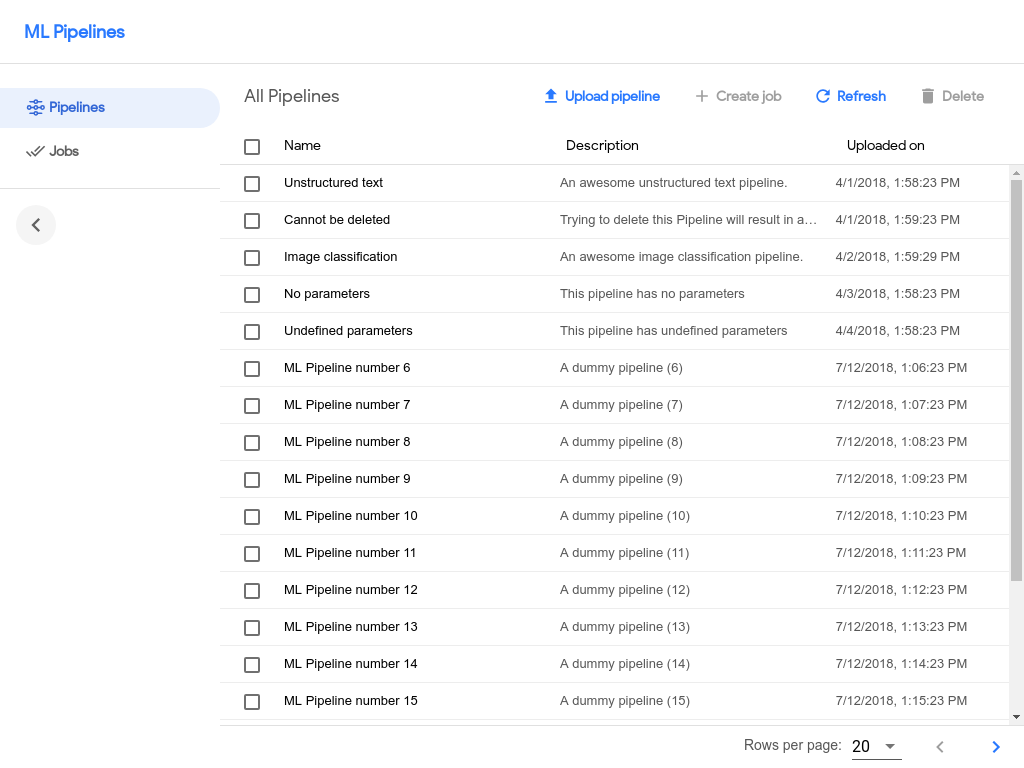 ML Pipelines
Pipelines
Jobs
All Pipelines Upload pipeline Create job Refresh Delete
Name Description Uploaded on
Unstructured text An awesome unstructured text pipeline. 4/1/2018, 1:58:23 PM
Cannot be deleted Trying to delete this Pipeline will result in a… 4/1/2018, 1:59:23 PM
Image classification An awesome image classification pipeline. 4/2/2018, 1:59:29 PM
No parameters This pipeline has no parameters 4/3/2018, 1:58:23 PM
Undefined parameters This pipeline has undefined parameters 4/4/2018, 1:58:23 PM
ML Pipeline number 6 A dummy pipeline (6) 7/12/2018, 1:06:23 PM
ML Pipeline number 7 A dummy pipeline (7) 7/12/2018, 1:07:23 PM
ML Pipeline number 8 A dummy pipeline (8) 7/12/2018, 1:08:23 PM
ML Pipeline number 9 A dummy pipeline (9) 7/12/2018, 1:09:23 PM
ML Pipeline number 10 A dummy pipeline (10) 7/12/2018, 1:10:23 PM
ML Pipeline number 11 A dummy pipeline (11) 7/12/2018, 1:11:23 PM
ML Pipeline number 12 A dummy pipeline (12) 7/12/2018, 1:12:23 PM
ML Pipeline number 13 A dummy pipeline (13) 7/12/2018, 1:13:23 PM
ML Pipeline number 14 A dummy pipeline (14) 7/12/2018, 1:14:23 PM
ML Pipeline number 15 A dummy pipeline (15) 7/12/2018, 1:15:23 PM
Rows per page: 20